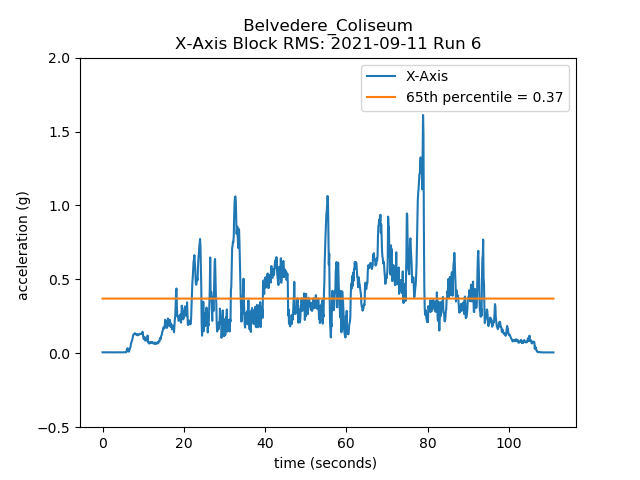 Belvedere_Coliseum
X-Axis Block RMS: 2021-09-11 Run 6
2.0
1.5
1.0
0.5
0.0
−0.5
acceleration (g)
X-Axis
65th percentile = 0.37
0 20 40 60 80 100
time (seconds)